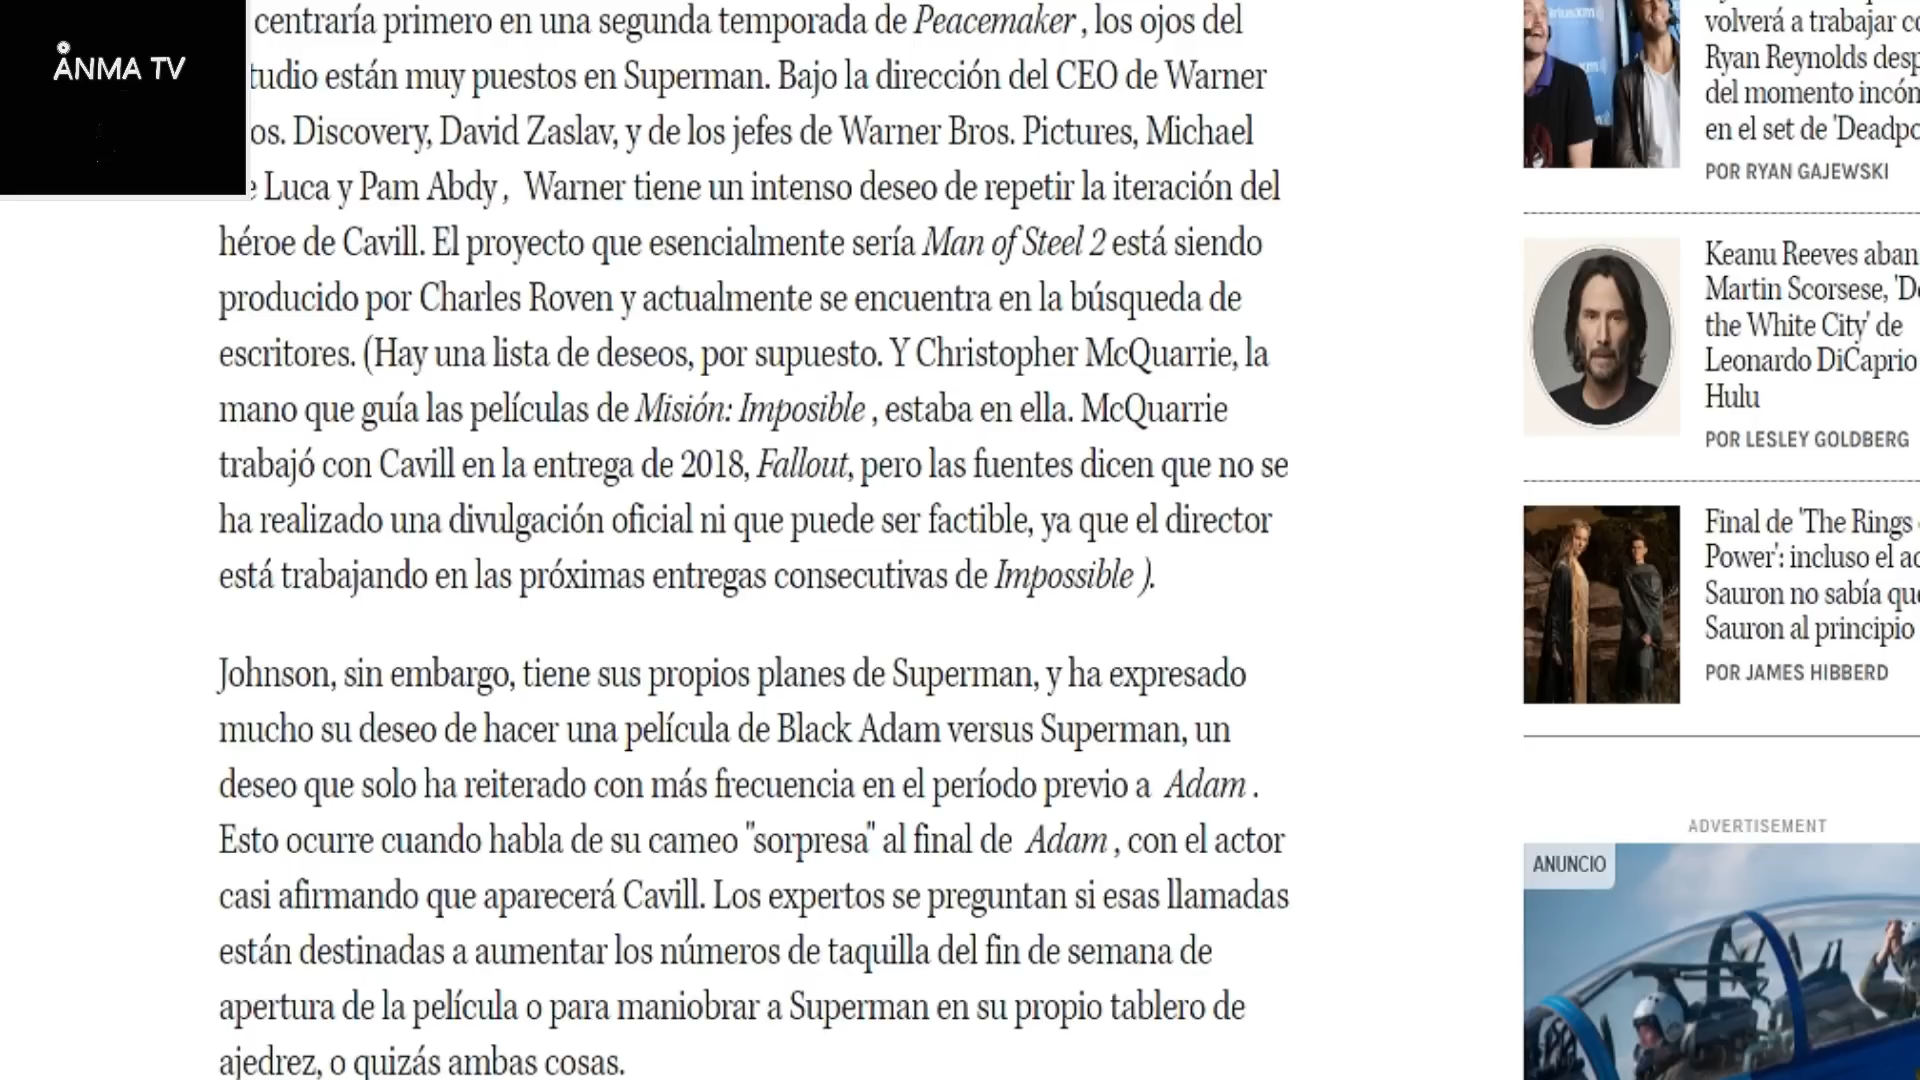 ANMA TV
centraría primero en una segunda temporada de Peacemaker , los ojos del
tudio están muy puestos en Superman. Bajo la dirección del CEO de Warner
os. Discovery, David Zaslav, y de los jefes de Warner Bros. Pictures, Michael
e Luca y Pam Abdy , Warner tiene un intenso deseo de repetir la iteración del
héroe de Cavill. El proyecto que esencialmente sería Man of Steel 2 está siendo
producido por Charles Roven y actualmente se encuentra en la búsqueda de
escritores. (Hay una lista de deseos, por supuesto. Y Christopher McQuarrie, la
mano que guía las películas de Misión: Imposible , estaba en ella. McQuarrie
trabajó con Cavill en la entrega de 2018, Fallout, pero las fuentes dicen que no se
ha realizado una divulgación oficial ni que puede ser factible, ya que el director
está trabajando en las próximas entregas consecutivas de Impossible ).
Johnson, sin embargo, tiene sus propios planes de Superman, y ha expresado
mucho su deseo de hacer una película de Black Adam versus Superman, un
deseo que solo ha reiterado con más frecuencia en el período previo a Adam .
Esto ocurre cuando habla de su cameo "sorpresa" al final de Adam , con el actor
casi afirmando que aparecerá Cavill. Los expertos se preguntan si esas llamadas
están destinadas a aumentar los números de taquilla del fin de semana de
apertura de la película o para maniobrar a Superman en su propio tablero de
ajedrez, o quizás ambas cosas.
volverá a trabajar co
Ryan Reynolds desp
del momento incóm
en el set de 'Deadpo
POR RYAN GAJEWSKI
Keanu Reeves aban
Martin Scorsese, 'De
the White City' de
Leonardo DiCaprio
Hulu
POR LESLEY GOLDBERG
Final de 'The Rings
Power': incluso el ac
Sauron no sabía que
Sauron al principio
POR JAMES HIBBERD
ADVERTISEMENT
ANUNCIO